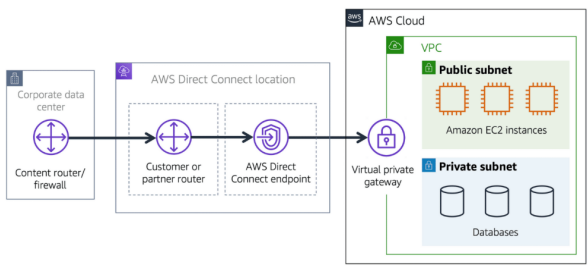 aws
AWS Cloud
VPC
Public subnet
Amazon EC2 instances
Private subnet
Databases
Virtual private
gateway
AWS Direct Connect location
Customer or
partner router
AWS Direct
Connect endpoint
Corporate data
center
Content router/
firewall